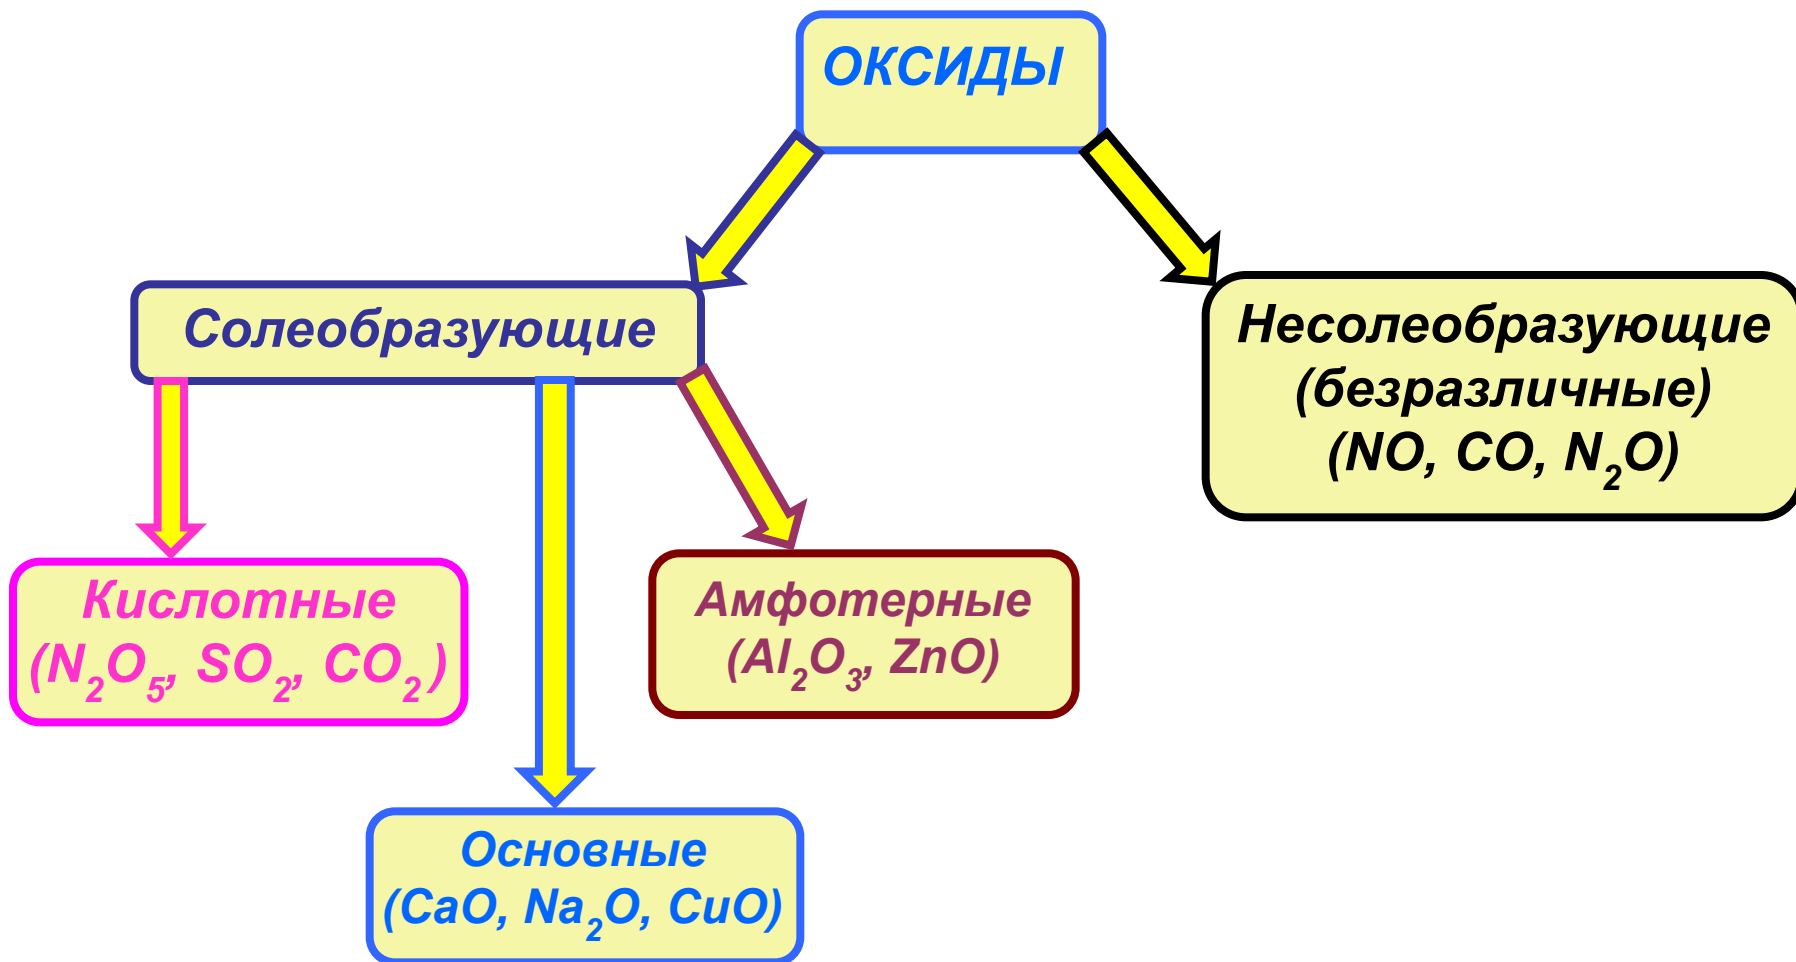 ОКСИДЫ
Солеобразующие
Несолеобразующие
(безразличные)
(NO, CO, N₂O)
Кислотные
(N₂O₅, SO₂, CO₂)
Амфотерные
(Al₂O₃, ZnO)
Основные
(CaO, Na₂O, CuO)